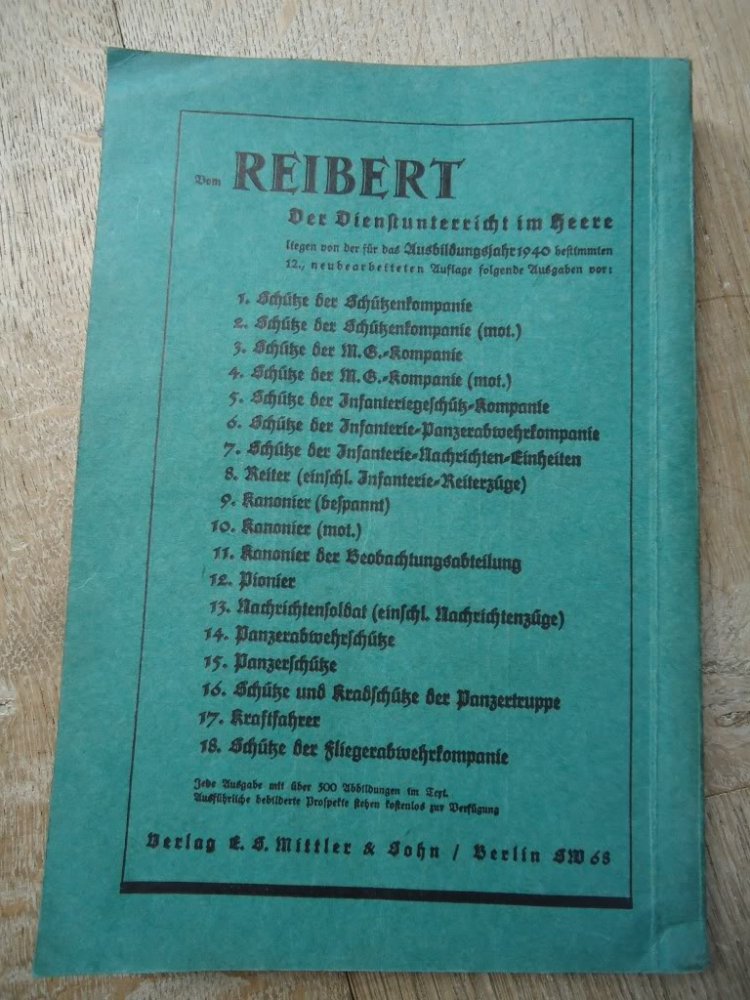 Vom REIBERT
Der Dienstunterricht im Heere
liegen von der für das Ausbildungsjahr 1940 bestimmten
12., neubearbeiteten Auflage folgende Ausgaben vor:
1. Schütze der Schützenkompanie
2. Schütze der Schützenkompanie (mot.)
3. Schütze der M.G.-Kompanie
4. Schütze der M.G.-Kompanie (mot.)
5. Schütze der Infanteriegeschütz-Kompanie
6. Schütze der Infanterie-Panzerabwehrkompanie
7. Schütze der Infanterie-Nachrichten-Einheiten
8. Reiter (einschl. Infanterie-Reiterzüge)
9. Kanonier (bespannt)
10. Kanonier (mot.)
11. Kanonier der Beobachtungsabteilung
12. Pionier
13. Nachrichtensoldat (einschl. Nachrichtenzüge)
14. Panzerabwehrschütze
15. Panzerschütze
16. Schütze und Kradschütze der Panzertruppe
17. Kraftfahrer
18. Schütze der Fliegerabwehrkompanie
Jede Ausgabe mit über 300 Abbildungen im Text.
Ausführliche bebilderte Prospekte stehen kostenlos zur Verfügung
Verlag E. S. Mittler & Sohn / Berlin SW 68